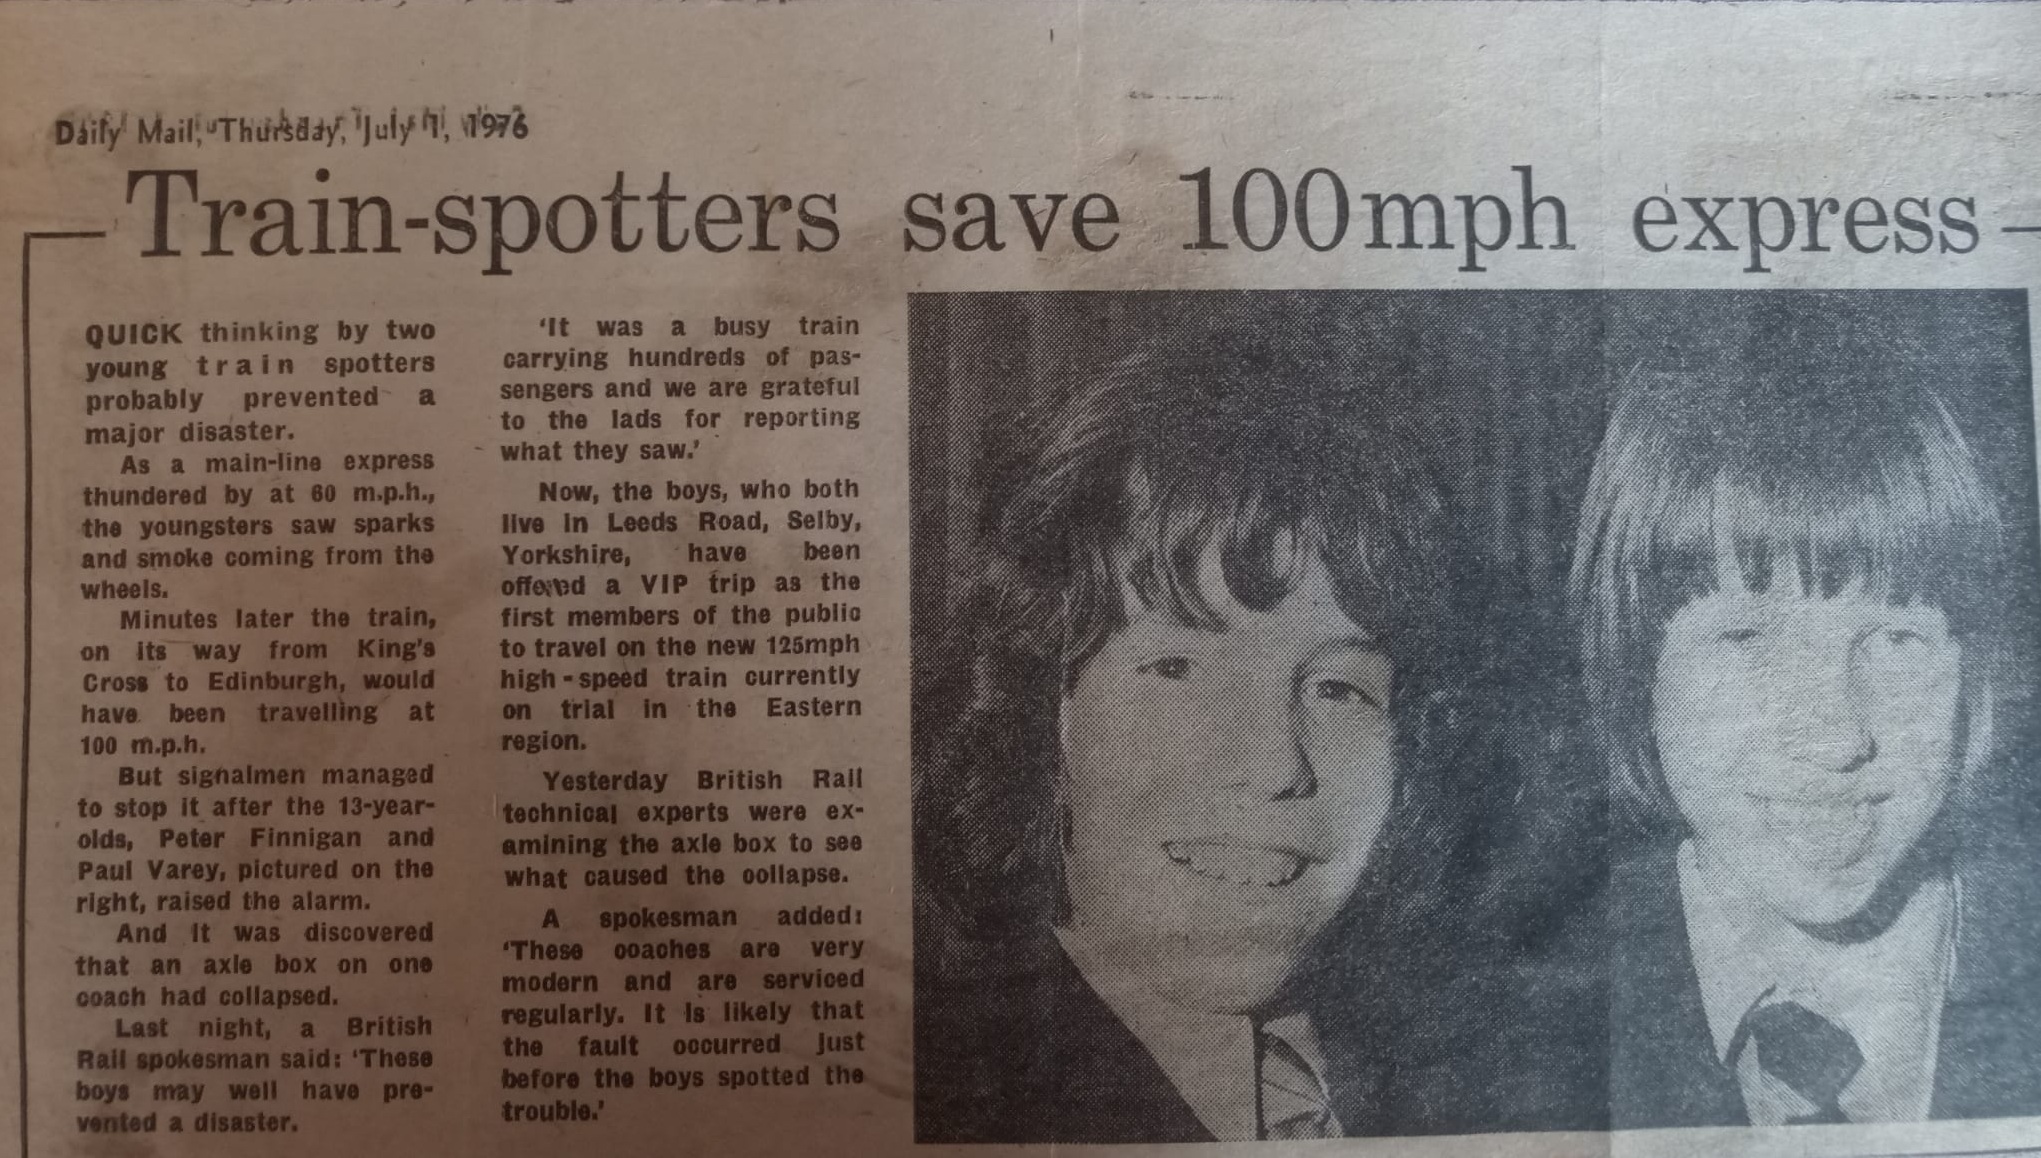 Daily Mail, Thursday, July 1, 1976
Train-spotters save 100mph express
QUICK thinking by two
young train spotters
probably prevented a
major disaster.
As a main-line express
thundered by at 60 m.p.h.,
the youngsters saw sparks
and smoke coming from the
wheels.
Minutes later the train,
on its way from King's
Cross to Edinburgh, would
have been travelling at
100 m.p.h.
But signalmen managed
to stop it after the 13-year-
olds, Peter Finnigan and
Paul Varey, pictured on the
right, raised the alarm.
And it was discovered
that an axle box on one
coach had collapsed.
Last night, a British
Rail spokesman said: 'These
boys may well have pre-
vented a disaster.
'It was a busy train
carrying hundreds of pas-
sengers and we are grateful
to the lads for reporting
what they saw.'
Now, the boys, who both
live in Leeds Road, Selby,
Yorkshire, have been
offered a VIP trip as the
first members of the public
to travel on the new 125mph
high-speed train currently
on trial in the Eastern
region.
Yesterday British Rail
technical experts were ex-
amining the axle box to see
what caused the collapse.
A spokesman added:
'These coaches are very
modern and are serviced
regularly. It is likely that
the fault occurred just
before the boys spotted the
trouble.'